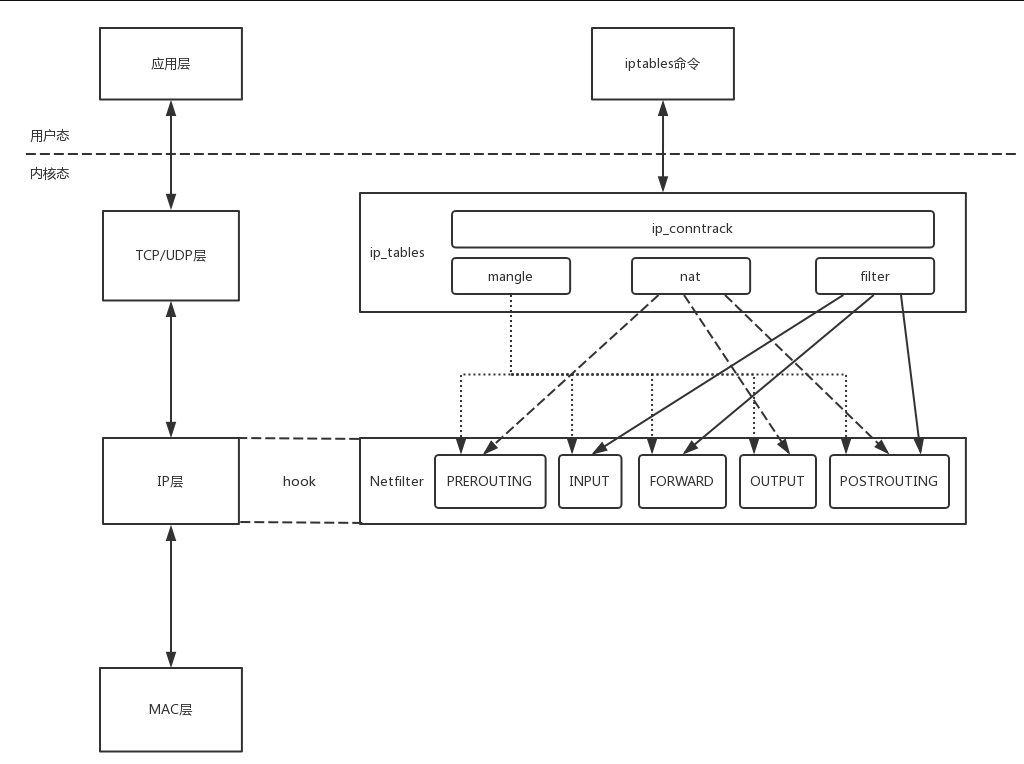 应用层
iptables命令
用户态
内核态
TCP/UDP层
ip_tables
ip_conntrack
mangle
nat
filter
IP层
hook
Netfilter
PREROUTING
INPUT
FORWARD
OUTPUT
POSTROUTING
MAC层